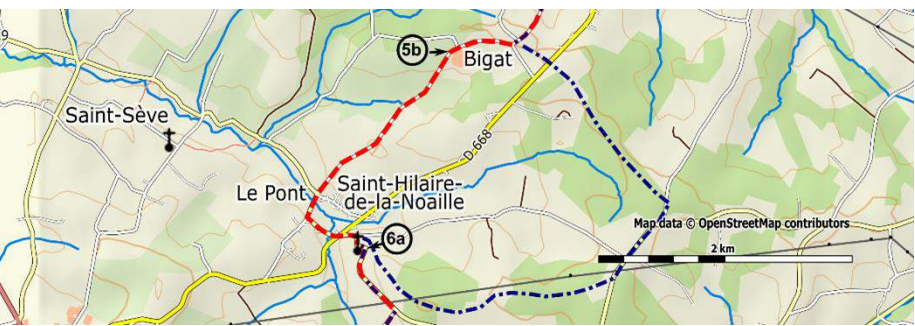 9
5b
Bigat
Saint-Sève
D-668
Le Pont
Saint-Hilaire-
de-la-Noaille
6a
Map data © OpenStreetMap contributors
2 km